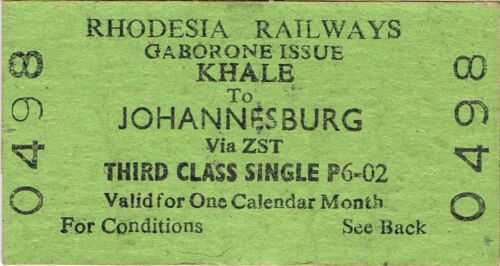 RHODESIA RAILWAYS
GABORONE ISSUE
KHALE
To
JOHANNESBURG
Via ZST
THIRD CLASS SINGLE P6-02
Valid for One Calendar Month
For Conditions See Back
0498
0498